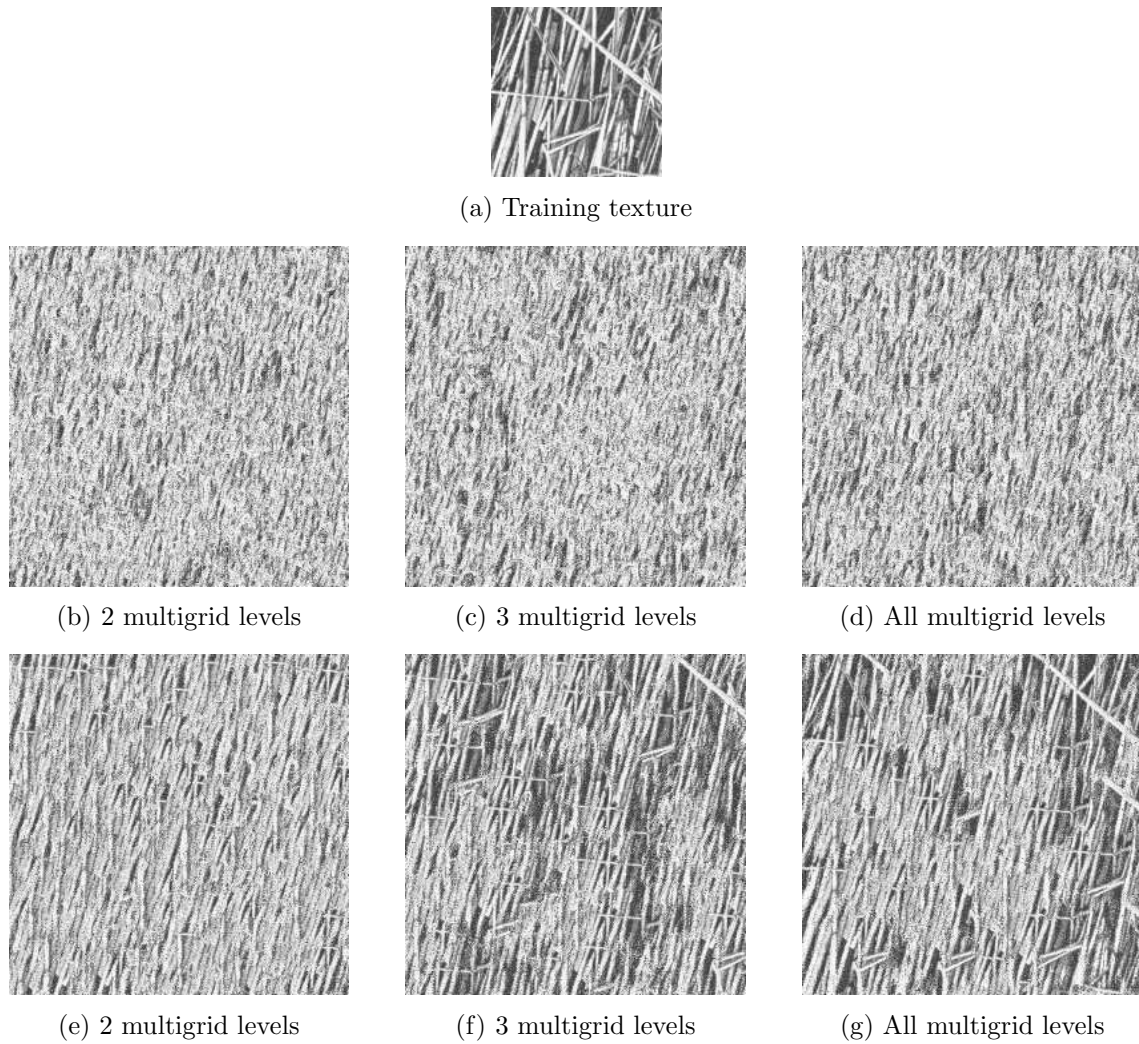 (a) Training texture
(b) 2 multigrid levels
(c) 3 multigrid levels
(d) All multigrid levels
(e) 2 multigrid levels
(f) 3 multigrid levels
(g) All multigrid levels